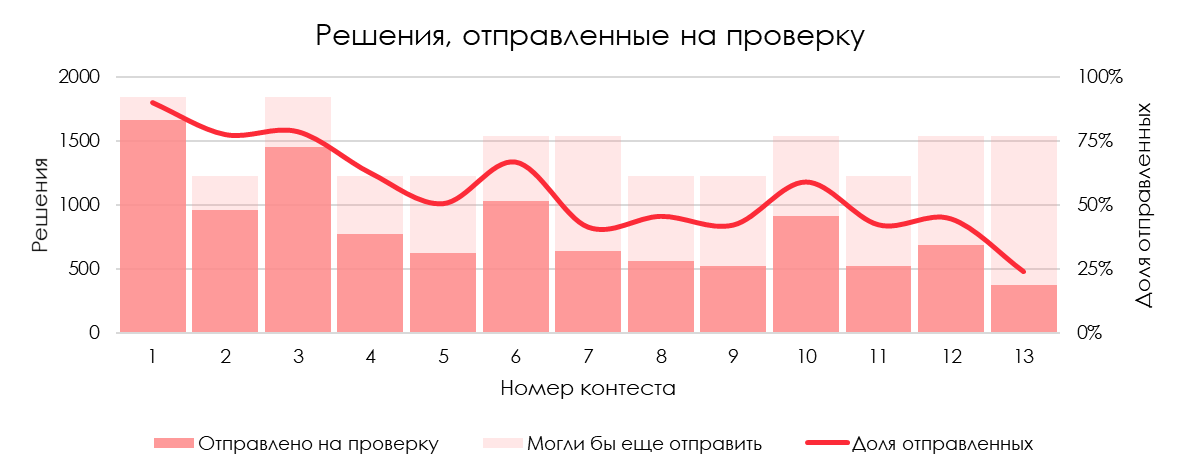 Решения, отправленные на проверку
2000
1500
1000
500
0
Решения
100%
75%
50%
25%
0%
Доля отправленных
1 2 3 4 5 6 7 8 9 10 11 12 13
Номер контеста
Отправлено на проверку Могли бы еще отправить Доля отправленных